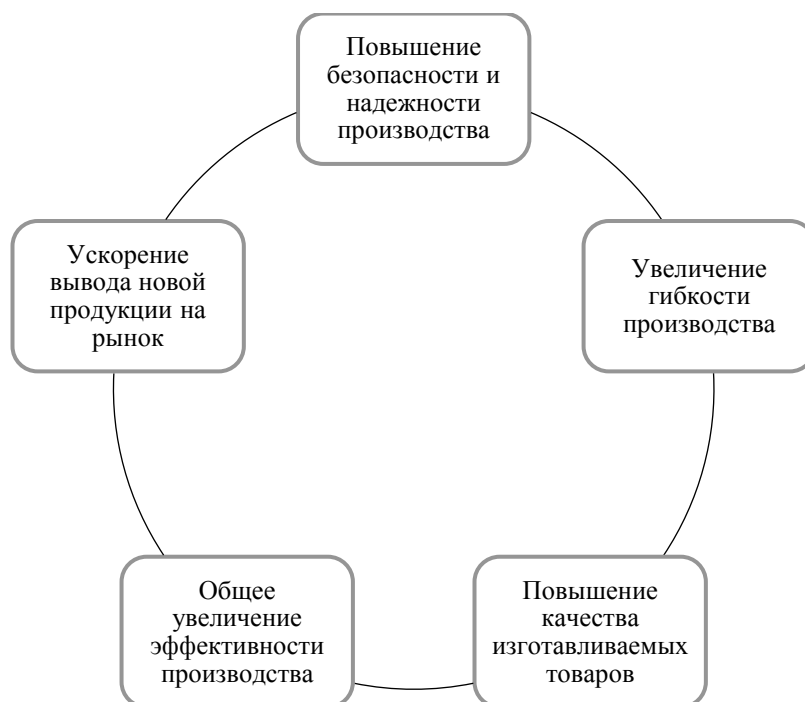 Повышение
безопасности и
надежности
производства
Увеличение
гибкости
производства
Повышение
качества
изготавливаемых
товаров
Общее
увеличение
эффективности
производства
Ускорение
вывода новой
продукции на
рынок